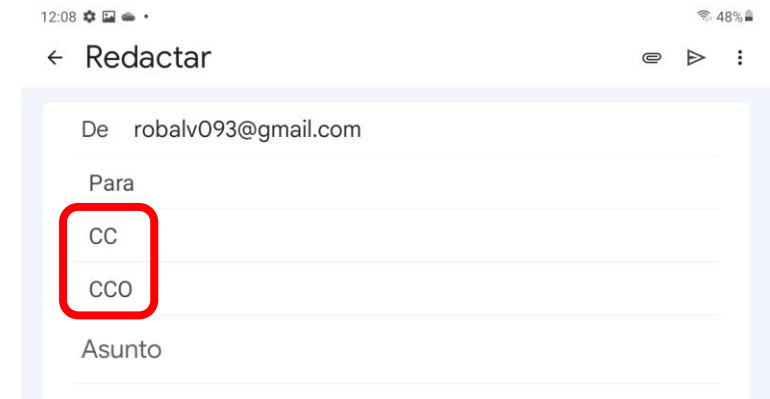 12:08 48%
Redactar
De robalv093@gmail.com
Para
CC
CCO
Asunto